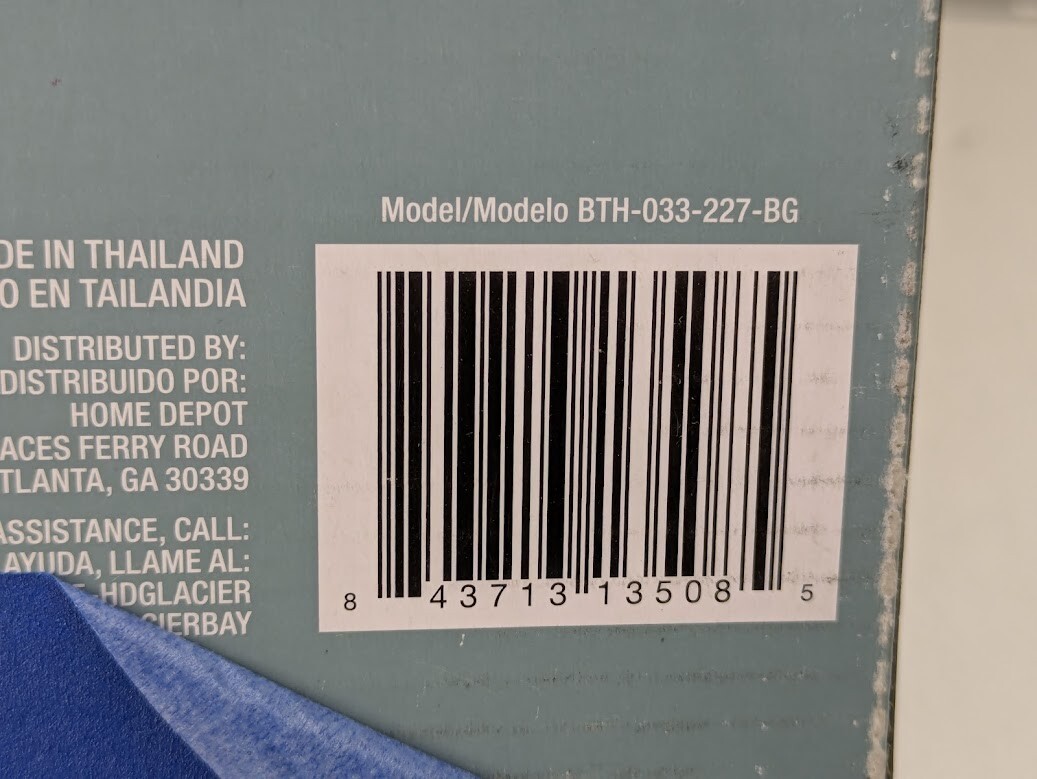 Model/Modelo BTH-033-227-BG
DE IN THAILAND
O EN TAILANDIA
DISTRIBUTED BY:
DISTRIBUIDO POR:
HOME DEPOT
ACES FERRY ROAD
TLANTA, GA 30339
ASSISTANCE, CALL:
AYUDA, LLAME AL:
-HDGLACIER
CIERBAY
8 43713 13508 5